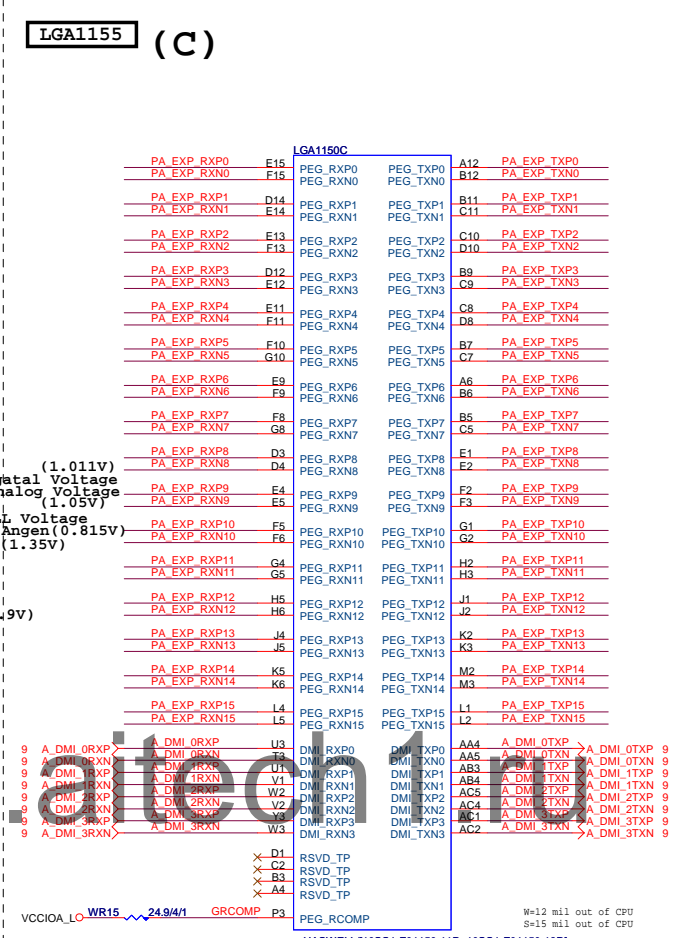 LGA1155 (C)
LGA1150C
PA_EXP_RXP0 E15 PEG_RXP0 PEG_TXP0 A12 PA_EXP_TXP0
PA_EXP_RXN0 F15 PEG_RXN0 PEG_TXN0 B12 PA_EXP_TXN0
PA_EXP_RXP1 D14 PEG_RXP1 PEG_TXP1 B11 PA_EXP_TXP1
PA_EXP_RXN1 E14 PEG_RXN1 PEG_TXN1 C11 PA_EXP_TXN1
PA_EXP_RXP2 E13 PEG_RXP2 PEG_TXP2 C10 PA_EXP_TXP2
PA_EXP_RXN2 F13 PEG_RXN2 PEG_TXN2 D10 PA_EXP_TXN2
PA_EXP_RXP3 D12 PEG_RXP3 PEG_TXP3 B9 PA_EXP_TXP3
PA_EXP_RXN3 E12 PEG_RXN3 PEG_TXN3 C9 PA_EXP_TXN3
PA_EXP_RXP4 E11 PEG_RXP4 PEG_TXP4 C8 PA_EXP_TXP4
PA_EXP_RXN4 F11 PEG_RXN4 PEG_TXN4 D8 PA_EXP_TXN4
PA_EXP_RXP5 F10 PEG_RXP5 PEG_TXP5 B7 PA_EXP_TXP5
PA_EXP_RXN5 G10 PEG_RXN5 PEG_TXN5 C7 PA_EXP_TXN5
PA_EXP_RXP6 E9 PEG_RXP6 PEG_TXP6 A6 PA_EXP_TXP6
PA_EXP_RXN6 F9 PEG_RXN6 PEG_TXN6 B6 PA_EXP_TXN6
PA_EXP_RXP7 F8 PEG_RXP7 PEG_TXP7 B5 PA_EXP_TXP7
PA_EXP_RXN7 G8 PEG_RXN7 PEG_TXN7 C5 PA_EXP_TXN7
PA_EXP_RXP8 D3 PEG_RXP8 PEG_TXP8 E1 PA_EXP_TXP8
(1.011V) PA_EXP_RXN8 D4 PEG_RXN8 PEG_TXN8 E2 PA_EXP_TXN8
atal Voltage
nalog Voltage PA_EXP_RXP9 E4 PEG_RXP9 PEG_TXP9 F2 PA_EXP_TXP9
(1.05V) PA_EXP_RXN9 E5 PEG_RXN9 PEG_TXN9 F3 PA_EXP_TXN9
L Voltage
Angen(0.815V) PA_EXP_RXP10 F5 PEG_RXP10 PEG_TXP10 G1 PA_EXP_TXP10
(1.35V) PA_EXP_RXN10 F6 PEG_RXN10 PEG_TXN10 G2 PA_EXP_TXN10
PA_EXP_RXP11 G4 PEG_RXP11 PEG_TXP11 H2 PA_EXP_TXP11
PA_EXP_RXN11 G5 PEG_RXN11 PEG_TXN11 H3 PA_EXP_TXN11
PA_EXP_RXP12 H5 PEG_RXP12 PEG_TXP12 J1 PA_EXP_TXP12
9V) PA_EXP_RXN12 H6 PEG_RXN12 PEG_TXN12 J2 PA_EXP_TXN12
PA_EXP_RXP13 J4 PEG_RXP13 PEG_TXP13 K2 PA_EXP_TXP13
PA_EXP_RXN13 J5 PEG_RXN13 PEG_TXN13 K3 PA_EXP_TXN13
PA_EXP_RXP14 K5 PEG_RXP14 PEG_TXP14 M2 PA_EXP_TXP14
PA_EXP_RXN14 K6 PEG_RXN14 PEG_TXN14 M3 PA_EXP_TXN14
PA_EXP_RXP15 L4 PEG_RXP15 PEG_TXP15 L1 PA_EXP_TXP15
PA_EXP_RXN15 L5 PEG_RXN15 PEG_TXN15 L2 PA_EXP_TXN15
9 A_DMI_0RXP A_DMI_0RXP U3 DMI_RXP0 DMI_TXP0 AA4 A_DMI_0TXP A_DMI_0TXP 9
9 A_DMI_0RXN A_DMI_0RXN T3 DMI_RXN0 DMI_TXN0 AA5 A_DMI_0TXN A_DMI_0TXN 9
9 A_DMI_1RXP A_DMI_1RXP U1 DMI_RXP1 DMI_TXP1 AB3 A_DMI_1TXP A_DMI_1TXP 9
9 A_DMI_1RXN A_DMI_1RXN V1 DMI_RXN1 DMI_TXN1 AB4 A_DMI_1TXN A_DMI_1TXN 9
9 A_DMI_2RXP A_DMI_2RXP W2 DMI_RXP2 DMI_TXP2 AC5 A_DMI_2TXP A_DMI_2TXP 9
9 A_DMI_2RXN A_DMI_2RXN V2 DMI_RXN2 DMI_TXN2 AC4 A_DMI_2TXN A_DMI_2TXN 9
9 A_DMI_3RXP A_DMI_3RXP Y3 DMI_RXP3 DMI_TXP3 AC1 A_DMI_3TXP A_DMI_3TXP 9
9 A_DMI_3RXN A_DMI_3RXN W3 DMI_RXN3 DMI_TXN3 AC2 A_DMI_3TXN A_DMI_3TXN 9
.aitech1.ru
D1 RSVD_TP
C2 RSVD_TP
B3 RSVD_TP
A4 RSVD_TP
VCCIOA_L WR15 24.9/4/1 GRCOMP P3 PEG_RCOMP
W=12 mil out of CPU
S=15 mil out of CPU